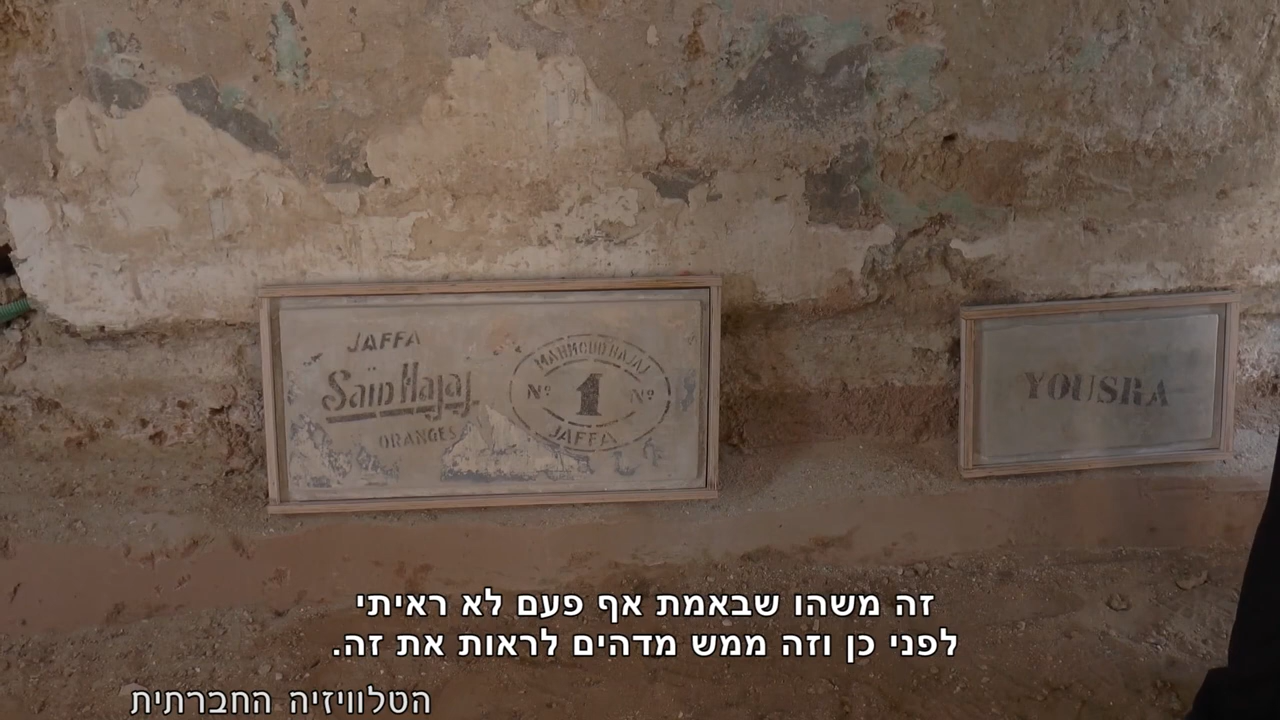 JAFFA
Saïd Hajaj
ORANGES
MAHMOUD HAJAJ
Nº 1 Nº
JAFFA
YOUSRA
זה משהו שבאמת אף פעם לא ראיתי
לפני כן וזה ממש מדהים לראות את זה.
הטלוויזיה החברתית